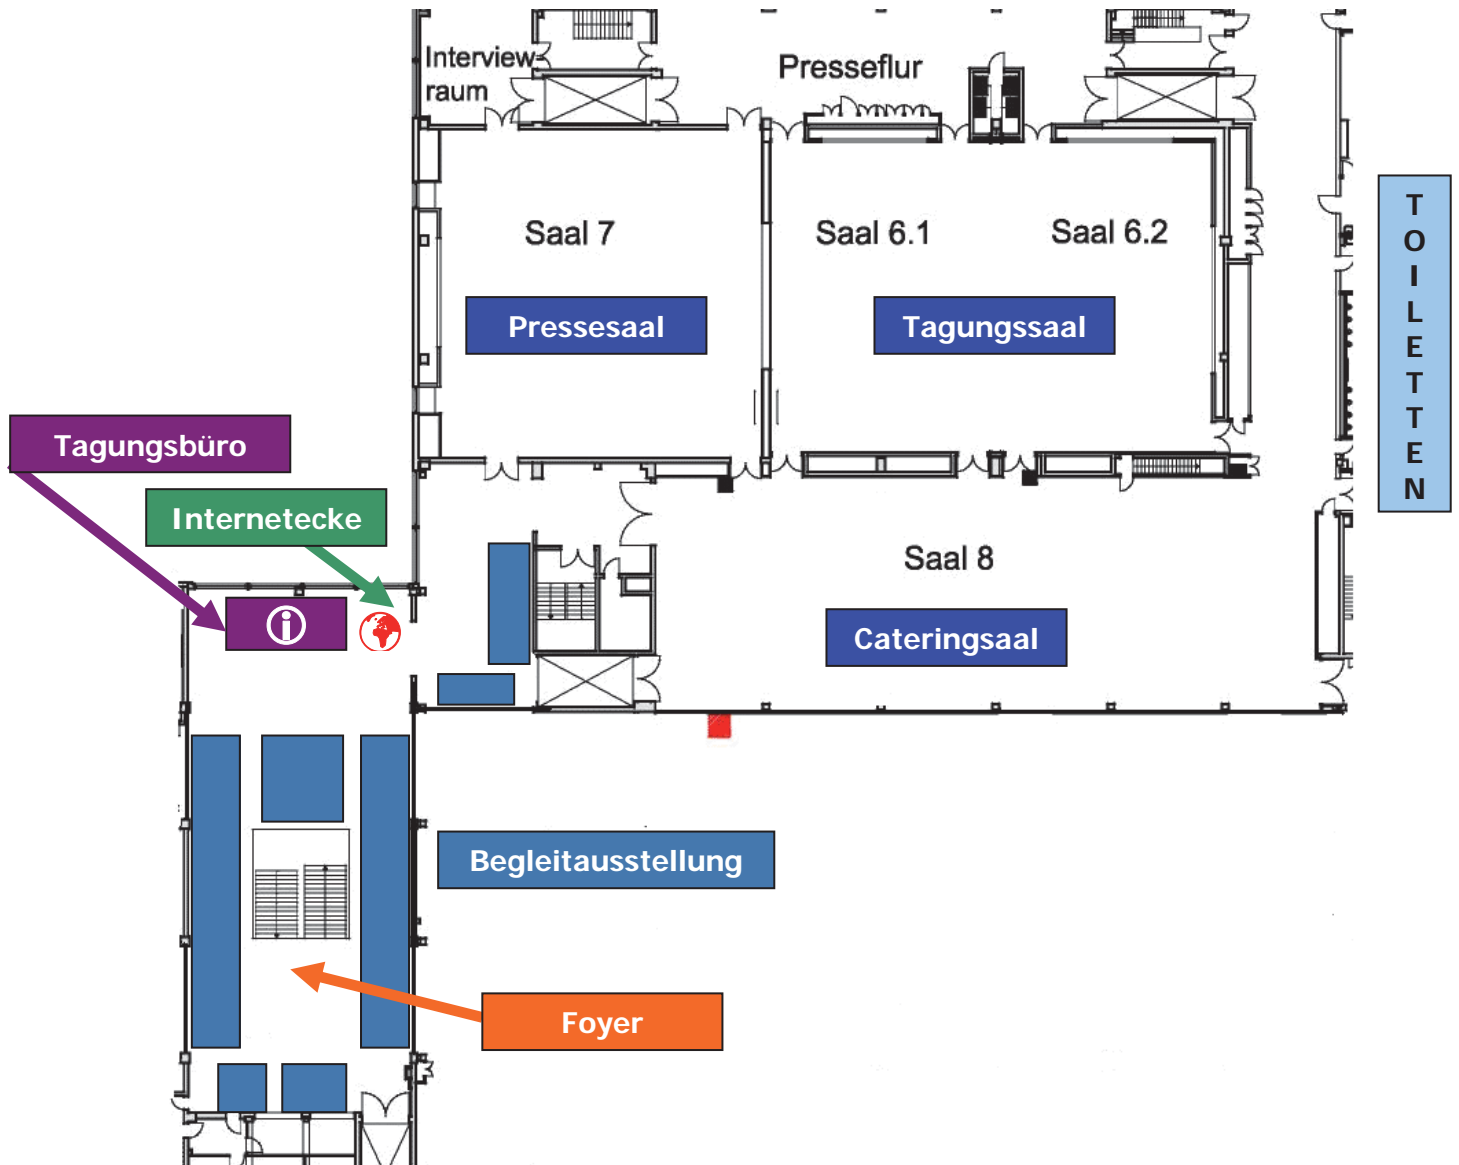 Interview-
raum
Presseflur
Saal 7
Saal 6.1
Saal 6.2
Pressesaal
Tagungssaal
T
O
I
L
E
T
T
E
N
Tagungsbüro
Internetecke
Saal 8
i
Cateringsaal
Begleitausstellung
Foyer